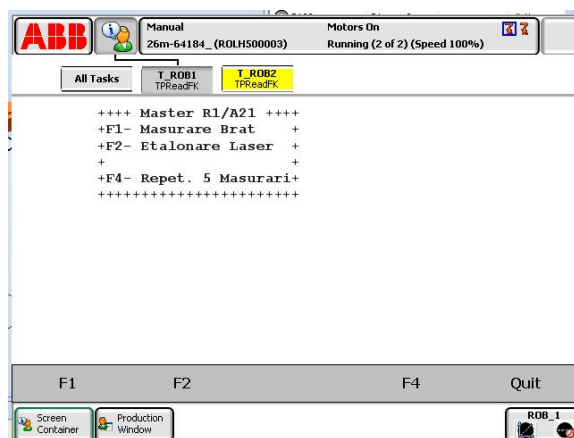 ABB
Manual
26m-64184_ (ROLH500003)
Motors On
Running (2 of 2) (Speed 100%)
All Tasks
T_ROB1
TPReadFK
T_ROB2
TPReadFK
++++ Master R1/A21 ++++
+F1- Masurare Brat +
+F2- Etalonare Laser +
+ +
+F4- Repet. 5 Masurari+
+++++++++++++++++++++++
F1 F2 F4 Quit
Screen
Container
Production
Window
ROB_1